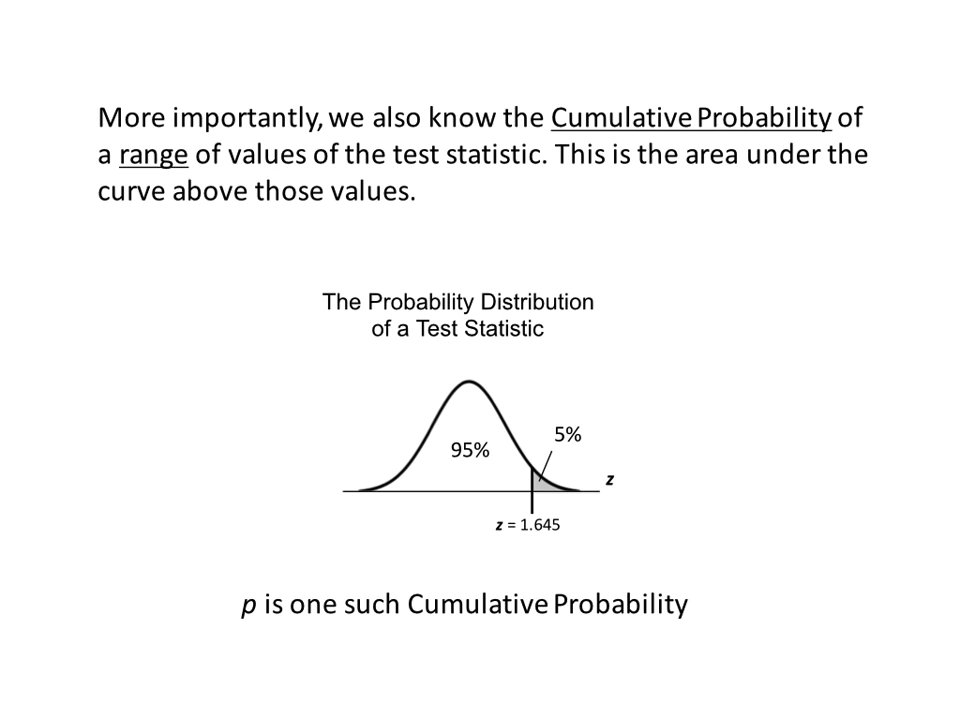 More importantly, we also know the Cumulative Probability of
a range of values of the test statistic. This is the area under the
curve above those values.
The Probability Distribution
of a Test Statistic
5%
95%
z
z = 1.645
p is one such Cumulative Probability